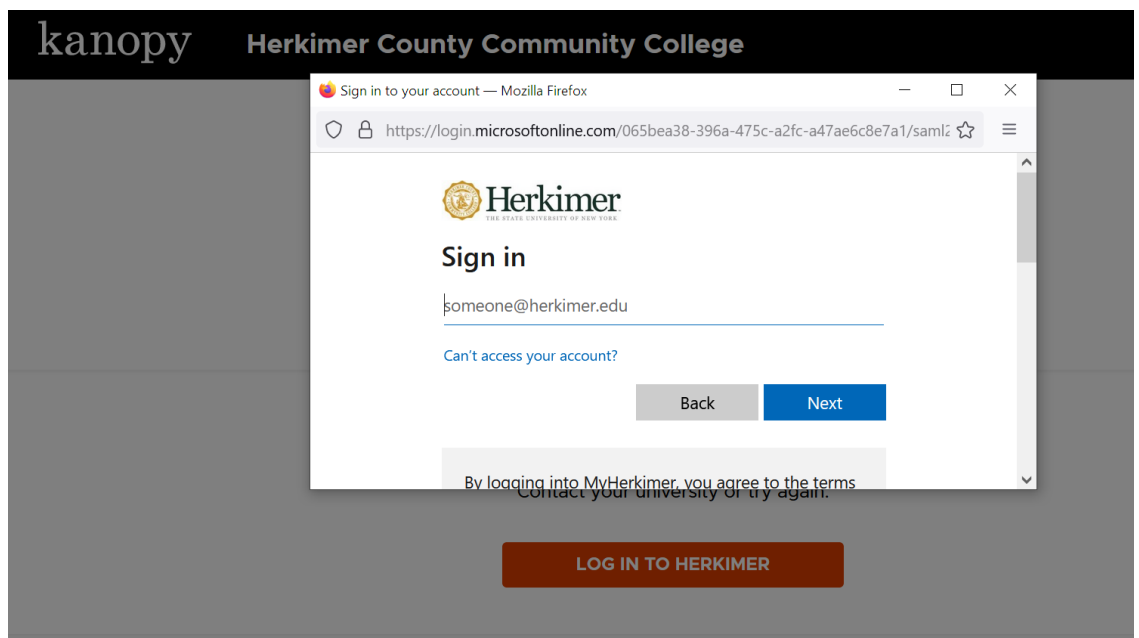 kanopy Herkimer County Community College
Sign in to your account — Mozilla Firefox
https://login.microsoftonline.com/065bea38-396a-475c-a2fc-a47ae6c8e7a1/saml2
Herkimer
THE STATE UNIVERSITY OF NEW YORK
Sign in
someone@herkimer.edu
Can't access your account?
Back Next
By logging into MyHerkimer, you agree to the terms
Contact your university or try again.
LOG IN TO HERKIMER